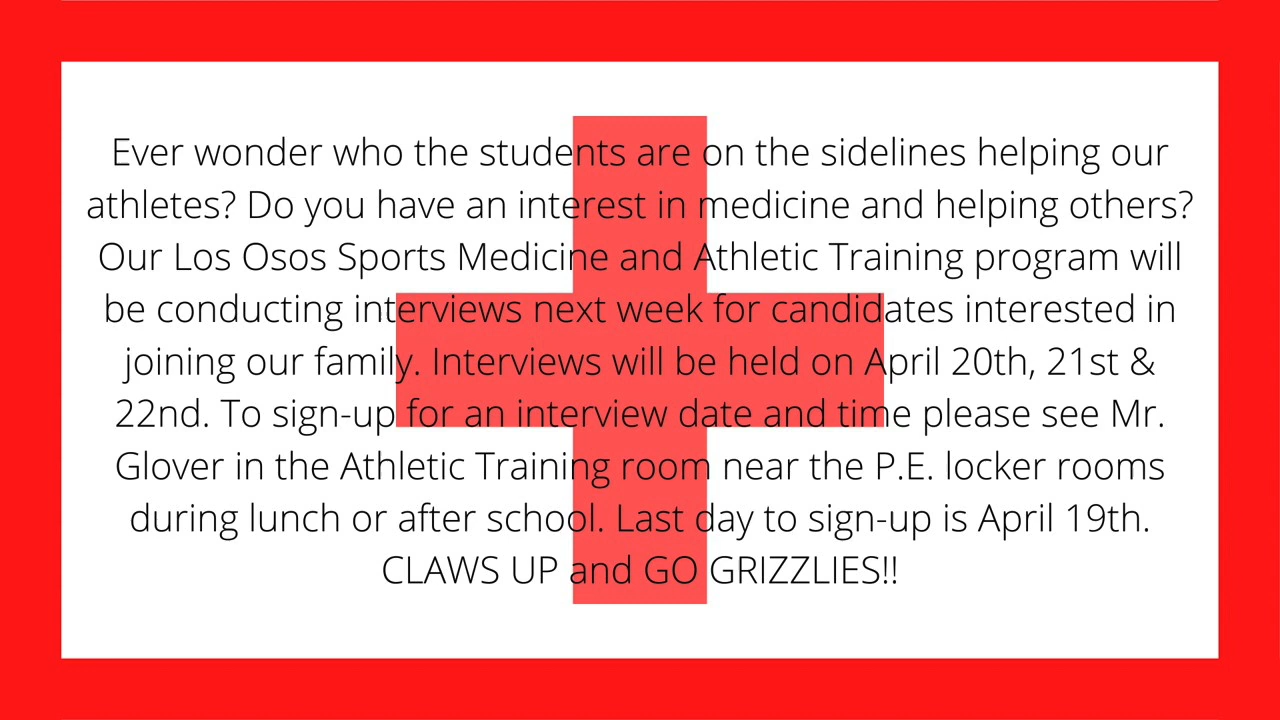 Ever wonder who the students are on the sidelines helping our
athletes? Do you have an interest in medicine and helping others?
Our Los Osos Sports Medicine and Athletic Training program will
be conducting interviews next week for candidates interested in
joining our family. Interviews will be held on April 20th, 21st &
22nd. To sign-up for an interview date and time please see Mr.
Glover in the Athletic Training room near the P.E. locker rooms
during lunch or after school. Last day to sign-up is April 19th.
CLAWS UP and GO GRIZZLIES!!